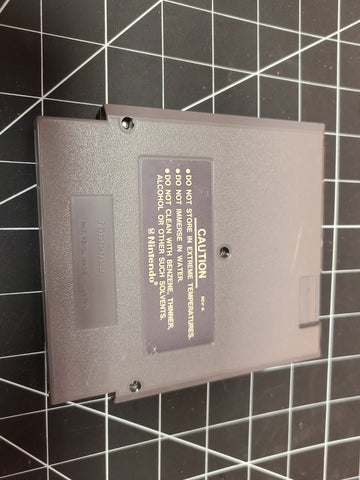 CAUTION REV-A
• DO NOT STORE IN EXTREME TEMPERATURES.
• DO NOT IMMERSE IN WATER.
• DO NOT CLEAN WITH BENZENE, THINNER,
ALCOHOL OR OTHER SUCH SOLVENTS.
Nintendo®